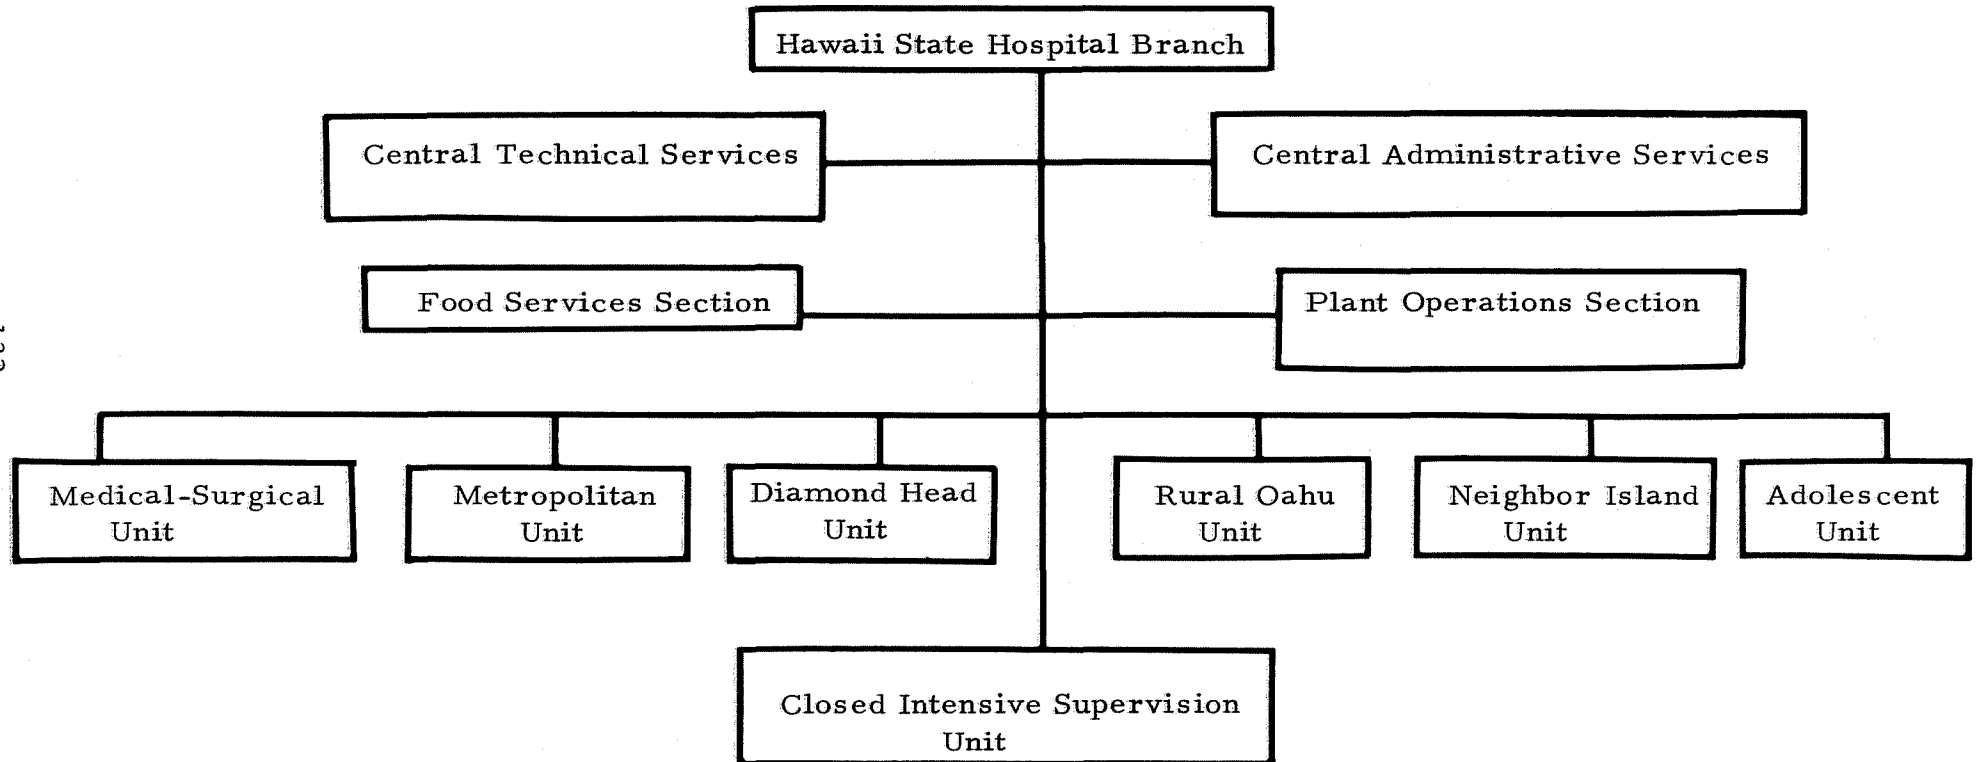 Hawaii State Hospital Branch
Central Technical Services
Central Administrative Services
Food Services Section
Plant Operations Section
Medical-Surgical
Unit
Metropolitan
Unit
Diamond Head
Unit
Rural Oahu
Unit
Neighbor Island
Unit
Adolescent
Unit
Closed Intensive Supervision
Unit